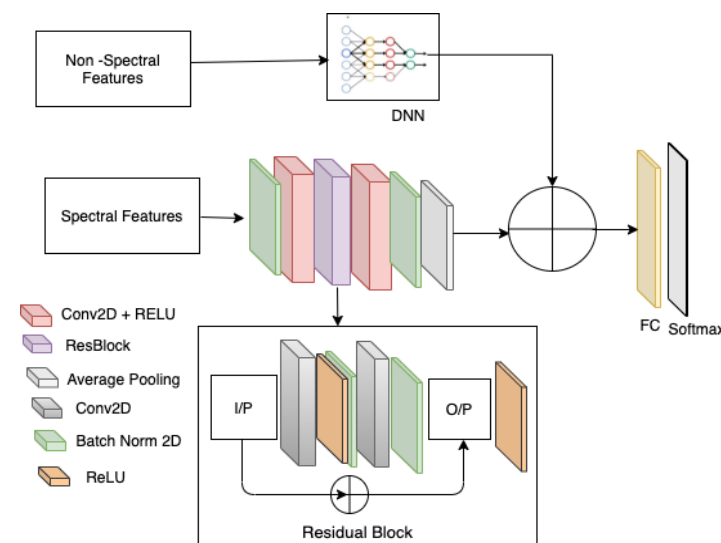 Non -Spectral
Features
DNN
Spectral Features
FC
Softmax
Conv2D + RELU
ResBlock
Average Pooling
Conv2D
Batch Norm 2D
ReLU
I/P
O/P
Residual Block